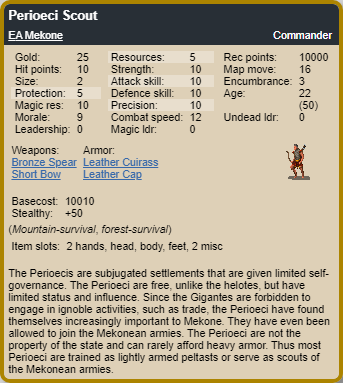 Perioeci Scout
EA Mekone Commander
Gold: 25 Resources: 5 Rec points: 10000
Hit points: 10 Strength: 10 Map move: 16
Size: 2 Attack skill: 10 Encumbrance: 3
Protection: 5 Defence skill: 10 Age: 22
Magic res: 10 Precision: 10 (50)
Morale: 9 Combat speed: 12 Undead ldr: 0
Leadership: 0 Magic ldr: 0
Weapons: Armor:
Bronze Spear Leather Cuirass
Short Bow Leather Cap
Basecost: 10010
Stealthy: +50
(Mountain-survival, forest-survival)
Item slots: 2 hands, head, body, feet, 2 misc
The Perioecis are subjugated settlements that are given limited self-
governance. The Perioeci are free, unlike the helotes, but have
limited status and influence. Since the Gigantes are forbidden to
engage in ignoble activities, such as trade, the Perioeci have found
themselves increasingly important to Mekone. They have even been
allowed to join the Mekonean armies. The Perioeci are not the
property of the state and can rarely afford heavy armor. Thus most
Perioeci are trained as lightly armed peltasts or serve as scouts of
the Mekonean armies.